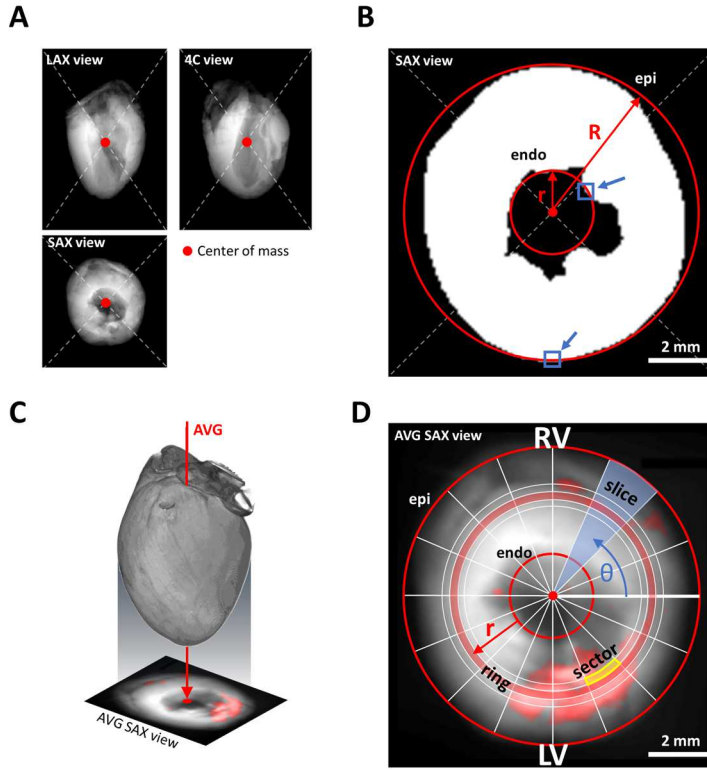 A
LAX view
4C view
SAX view
Center of mass
B
SAX view
epi
R
endo
r
2 mm
C
AVG
AVG SAX view
D
AVG SAX view
RV
epi
slice
endo
θ
r
ring
sector
LV
2 mm